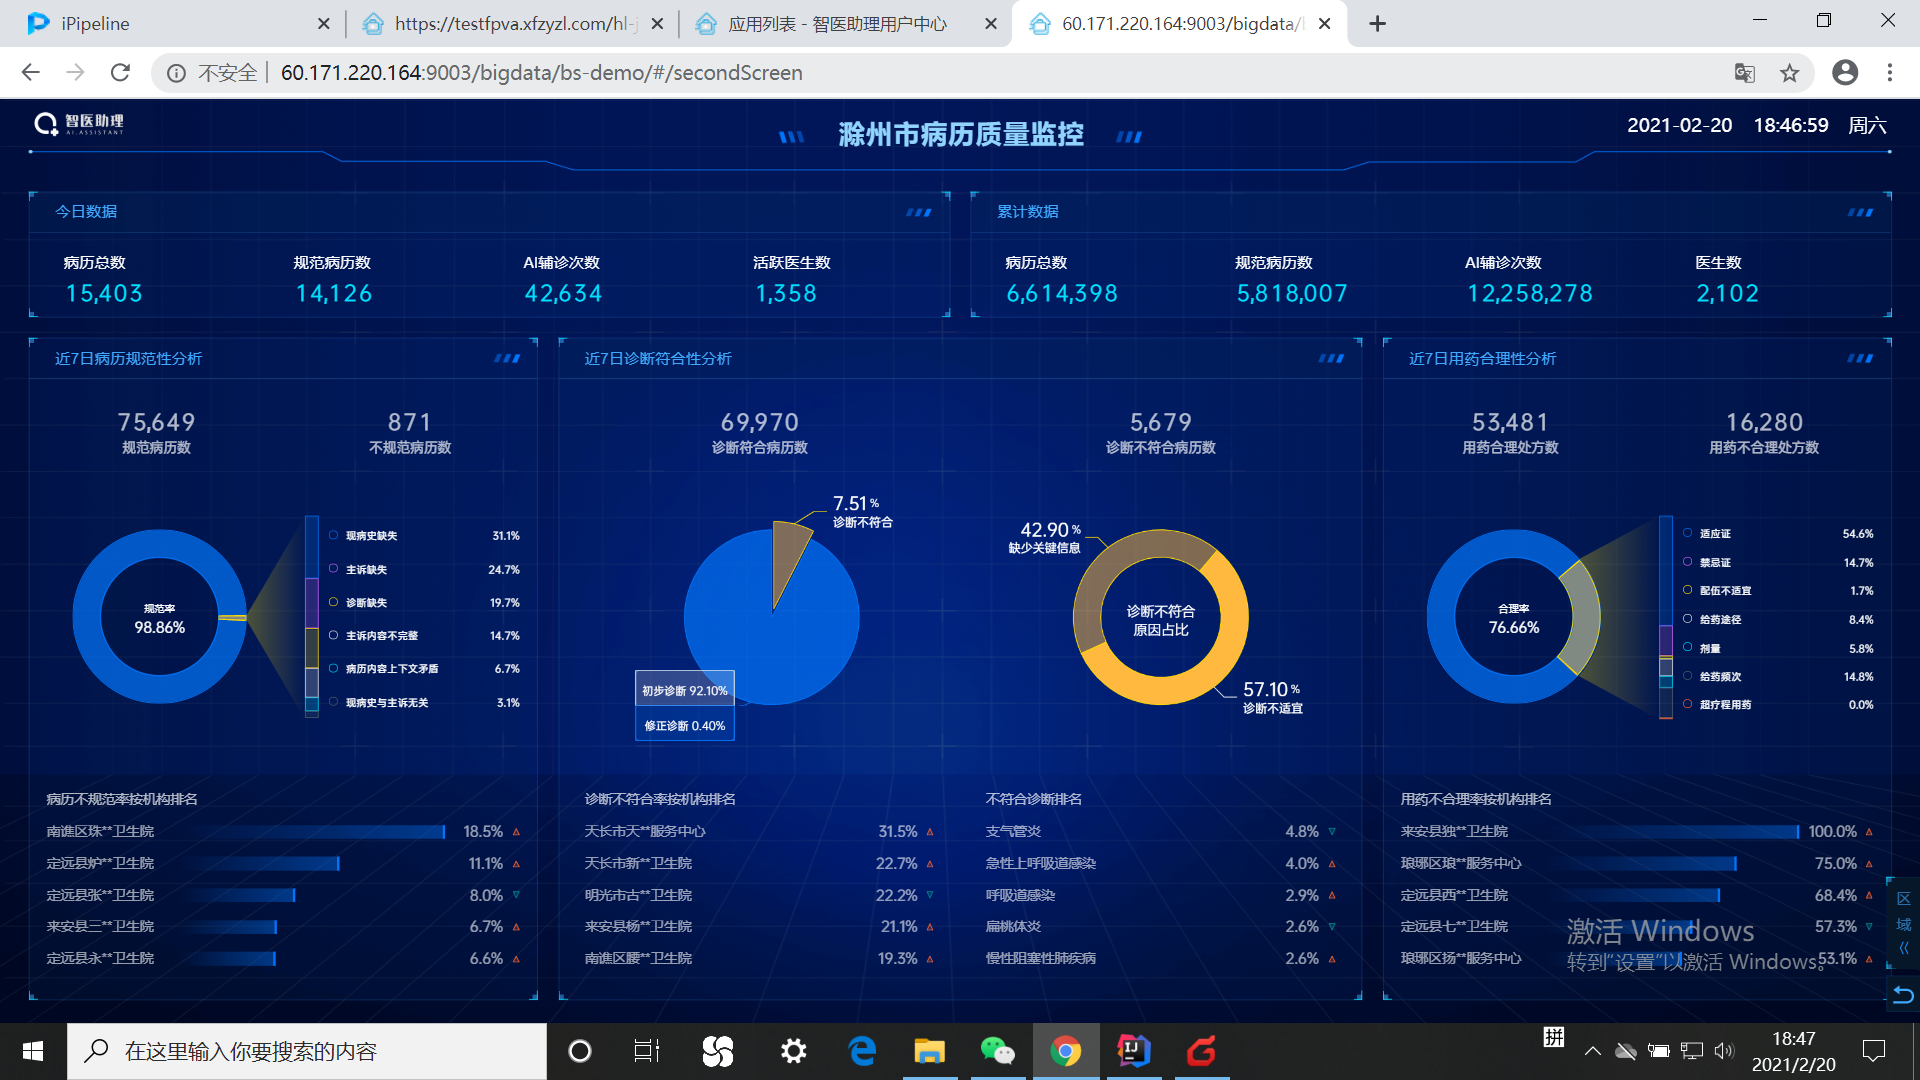 iPipeline
https://testfpva.xfzyzl.com/hl-j
应用列表 - 智医助理用户中心
60.171.220.164:9003/bigdata/b
不安全
60.171.220.164:9003/bigdata/bs-demo/#/secondScreen
智医助理
AI.ASSISTANT
滁州市病历质量监控
2021-02-20 18:46:59 周六
今日数据
病历总数 规范病历数 AI辅诊次数 活跃医生数
15,403 14,126 42,634 1,358
累计数据
病历总数 规范病历数 AI辅诊次数 医生数
6,614,398 5,818,007 12,258,278 2,102
近7日病历规范性分析
75,649 871
规范病历数 不规范病历数
规范率
98.86%
现病史缺失 31.1%
主诉缺失 24.7%
诊断缺失 19.7%
主诉内容不完整 14.7%
病历内容上下文矛盾 6.7%
现病史与主诉无关 3.1%
病历不规范率按机构排名
南谯区珠**卫生院 18.5%
定远县炉**卫生院 11.1%
定远县张**卫生院 8.0%
来安县三**卫生院 6.7%
定远县永**卫生院 6.6%
近7日诊断符合性分析
69,970 5,679
诊断符合病历数 诊断不符合病历数
7.51%
诊断不符合
初步诊断 92.10%
修正诊断 0.40%
42.90%
缺少关键信息
诊断不符合
原因占比
57.10%
诊断不适宜
诊断不符合率按机构排名
天长市天**服务中心 31.5%
天长市新**卫生院 22.7%
明光市古**卫生院 22.2%
来安县杨**卫生院 21.1%
南谯区腰**卫生院 19.3%
不符合诊断排名
支气管炎 4.8%
急性上呼吸道感染 4.0%
呼吸道感染 2.9%
扁桃体炎 2.6%
慢性阻塞性肺疾病 2.6%
近7日用药合理性分析
53,481 16,280
用药合理处方数 用药不合理处方数
合理率
76.66%
适应证 54.6%
禁忌证 14.7%
配伍不适宜 1.7%
给药途径 8.4%
剂量 5.8%
给药频次 14.8%
超疗程用药 0.0%
用药不合理率按机构排名
来安县独**卫生院 100.0%
琅琊区琅**服务中心 75.0%
定远县西**卫生院 68.4%
定远县七**卫生院 57.3%
琅琊区扬**服务中心 53.1%
区
域
激活 Windows
转到"设置"以激活 Windows。
在这里输入你要搜索的内容
拼
18:47
2021/2/20